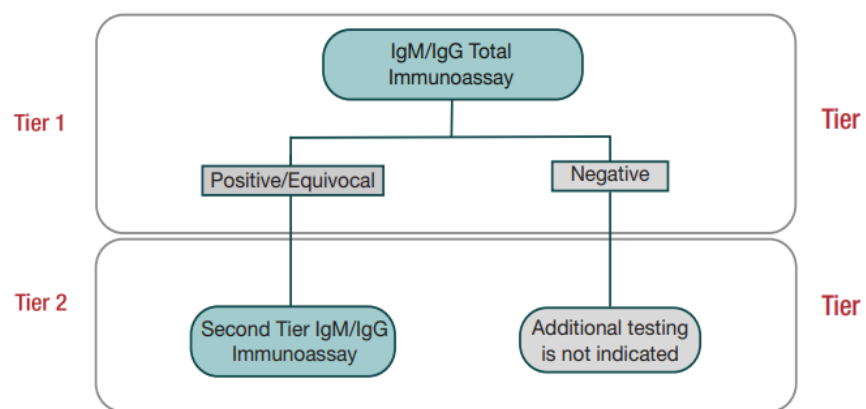 IgM/IgG Total
Immunoassay
Tier 1
Tier
Positive/Equivocal
Negative
Tier 2
Tier
Second Tier IgM/IgG
Immunoassay
Additional testing
is not indicated